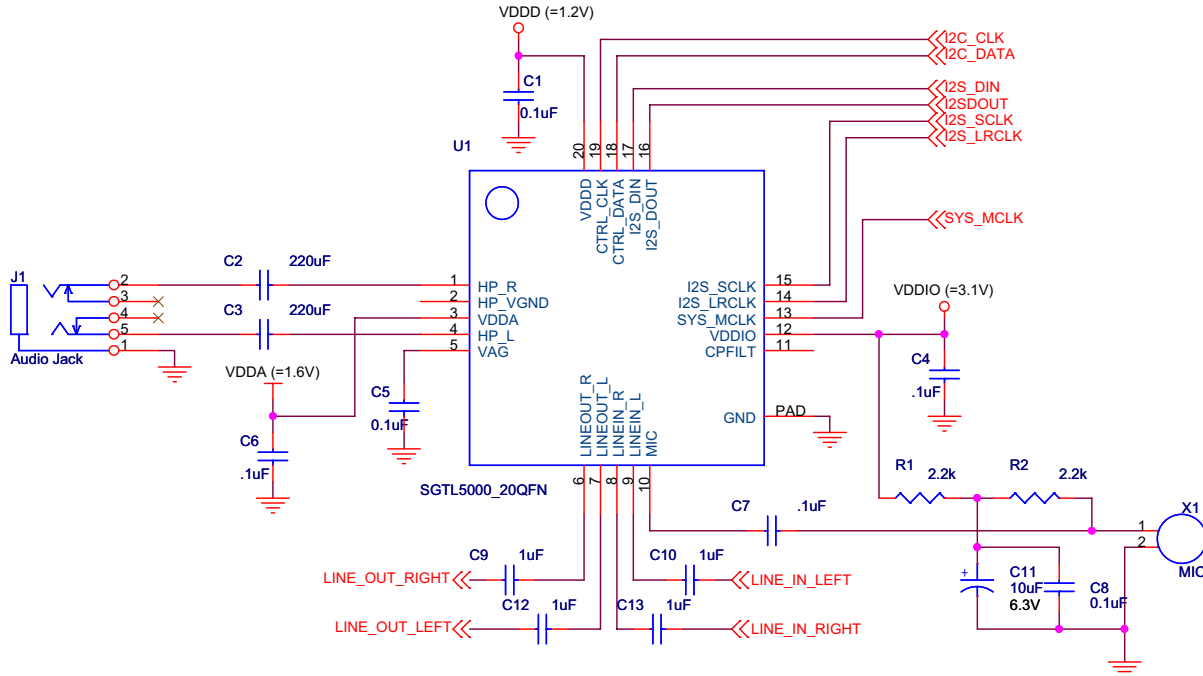 VDDD (=1.2V)
I2C_CLK
I2C_DATA
C1
0.1uF
I2S_DIN
I2SDOUT
I2S_SCLK
I2S_LRCLK
U1
20
19
18
17
16
VDDD
CTRL_CLK
CTRL_DATA
I2S_DIN
I2S_DOUT
SYS_MCLK
J1
C2
220uF
2
3
4
5
1
Audio Jack
C3
220uF
1
2
3
4
5
HP_R
HP_VGND
VDDA
HP_L
VAG
I2S_SCLK
I2S_LRCLK
SYS_MCLK
VDDIO
CPFILT
15
14
13
12
11
VDDIO (=3.1V)
C4
.1uF
VDDA (=1.6V)
C5
0.1uF
C6
.1uF
GND
PAD
LINEOUT_R
LINEOUT_L
LINEIN_R
LINEIN_L
MIC
6
7
8
9
10
SGTL5000_20QFN
R1
2.2k
R2
2.2k
C7
.1uF
X1
1
2
MIC
C9
1uF
LINE_OUT_RIGHT
C10
1uF
LINE_IN_LEFT
C12
1uF
LINE_OUT_LEFT
C13
1uF
LINE_IN_RIGHT
+
C11
10uF
6.3V
C8
0.1uF